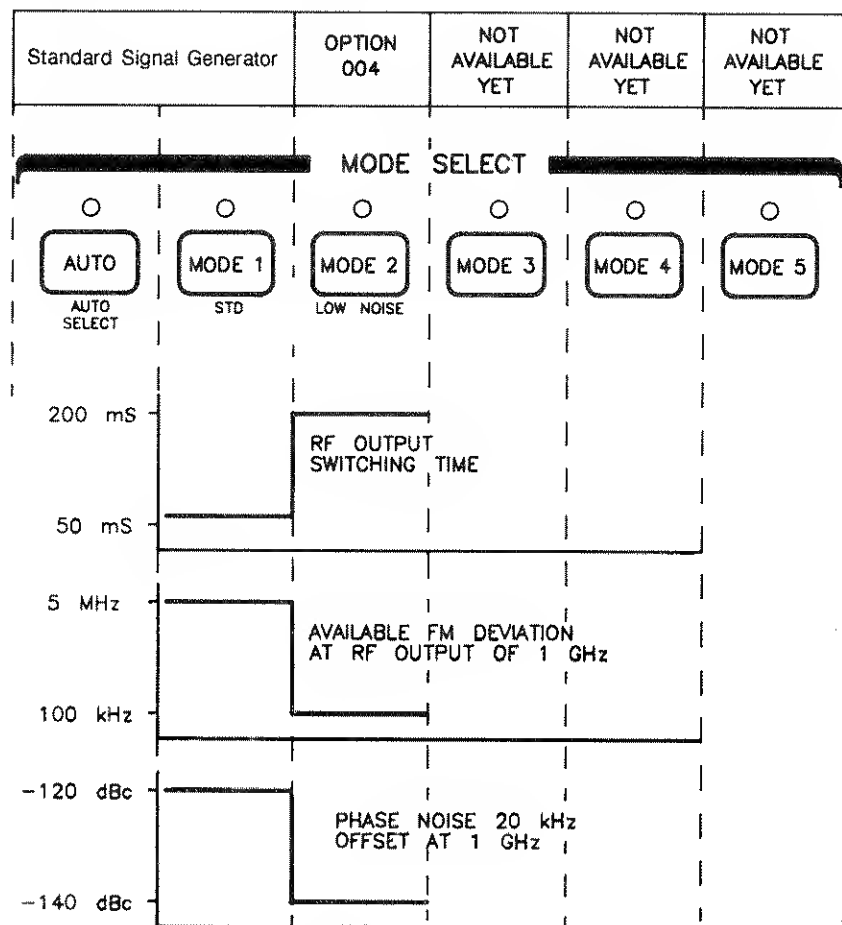 Standard Signal Generator
OPTION
004
NOT
AVAILABLE
YET
NOT
AVAILABLE
YET
NOT
AVAILABLE
YET
MODE SELECT
AUTO
MODE 1
MODE 2
MODE 3
MODE 4
MODE 5
AUTO
SELECT
STD
LOW NOISE
200 mS
RF OUTPUT
SWITCHING TIME
50 mS
5 MHz
AVAILABLE FM DEVIATION
AT RF OUTPUT OF 1 GHz
100 kHz
-120 dBc
PHASE NOISE 20 kHz
OFFSET AT 1 GHz
-140 dBc